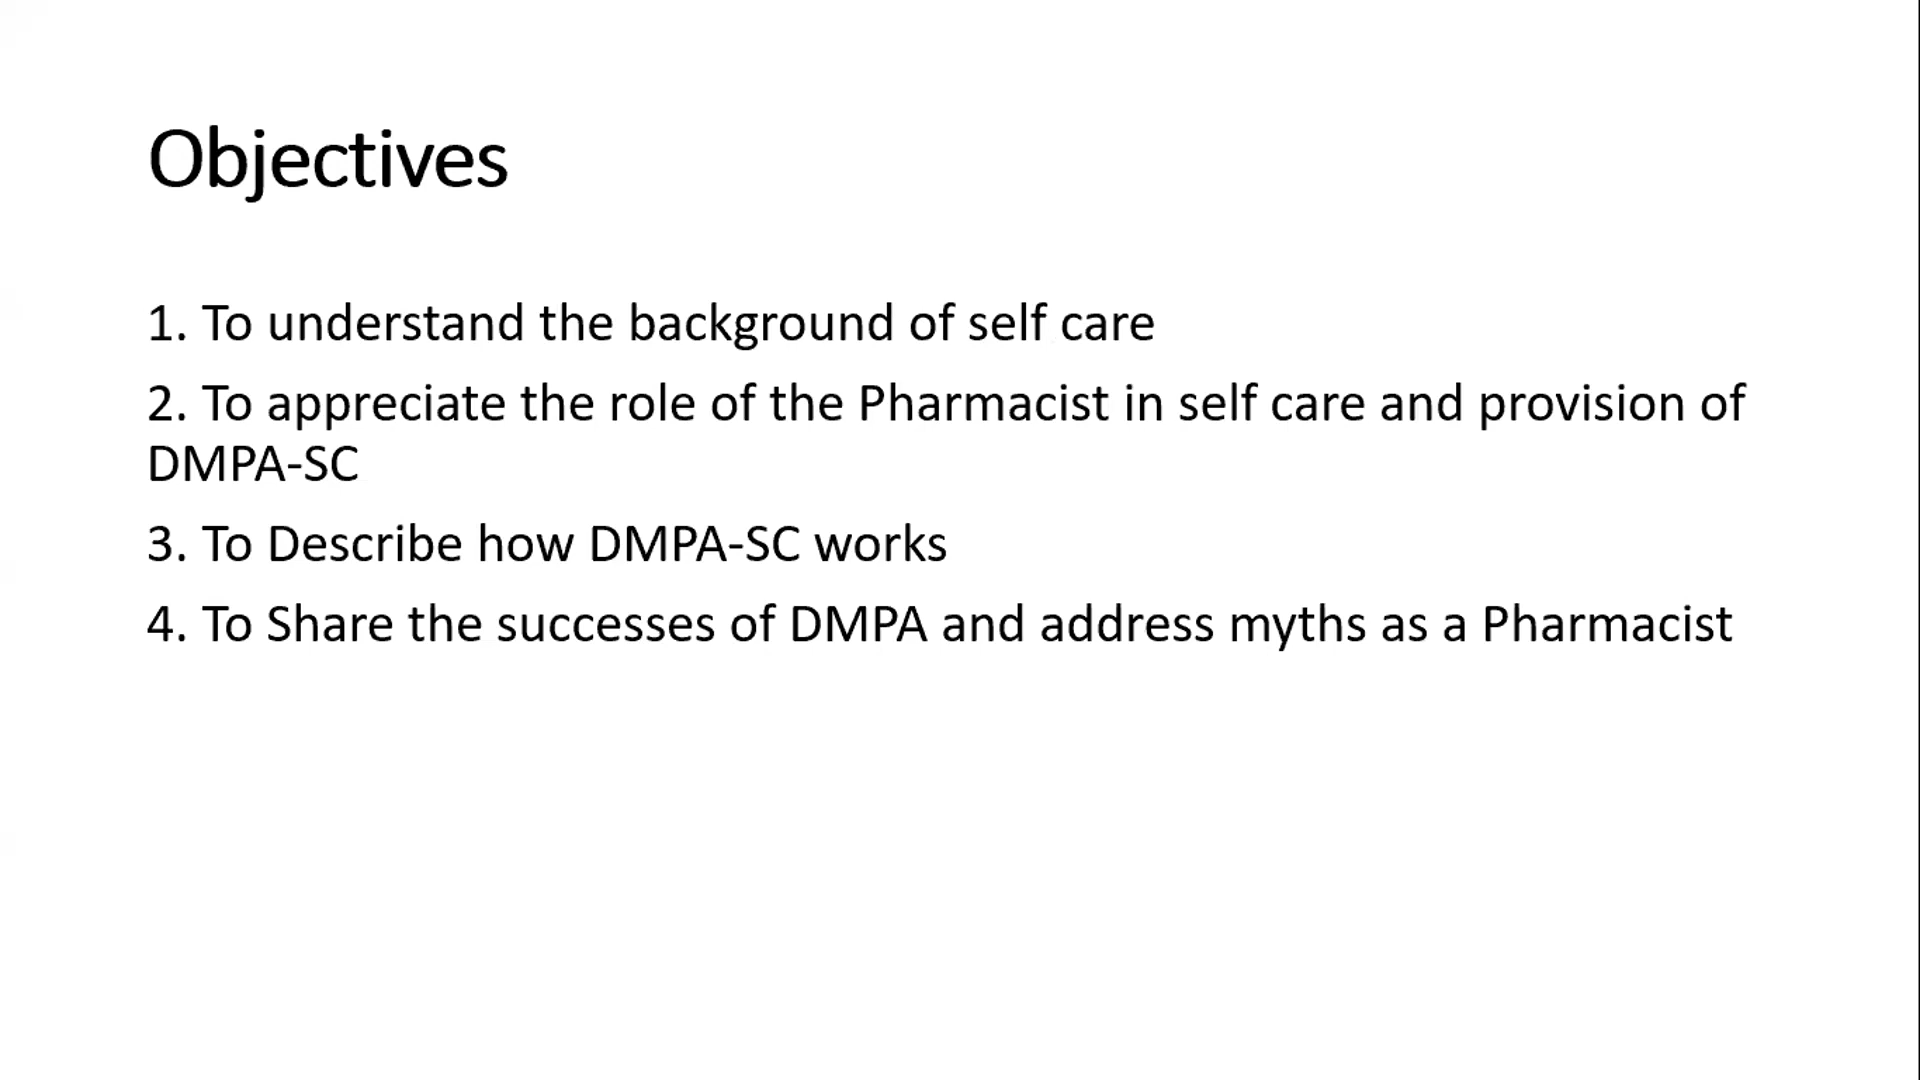 Objectives
1. To understand the background of self care
2. To appreciate the role of the Pharmacist in self care and provision of
DMPA-SC
3. To Describe how DMPA-SC works
4. To Share the successes of DMPA and address myths as a Pharmacist